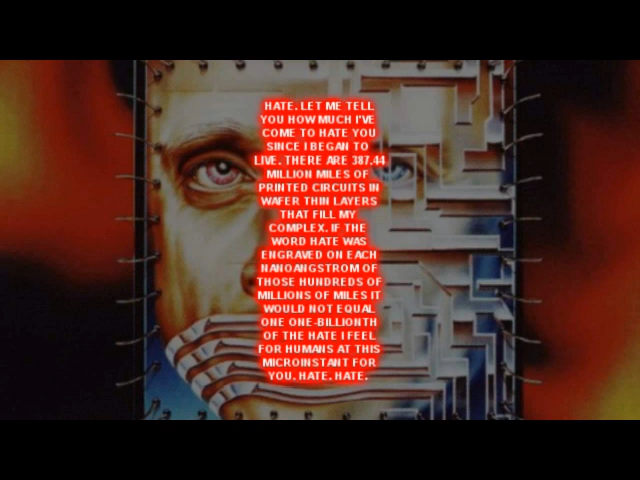 HATE. LET ME TELL
YOU HOW MUCH I'VE
COME TO HATE YOU
SINCE I BEGAN TO
LIVE. THERE ARE 387.44
MILLION MILES OF
PRINTED CIRCUITS IN
WAFER THIN LAYERS
THAT FILL MY
COMPLEX. IF THE
WORD HATE WAS
ENGRAVED ON EACH
NANOANGSTROM OF
THOSE HUNDREDS OF
MILLIONS OF MILES IT
WOULD NOT EQUAL
ONE ONE-BILLIONTH
OF THE HATE I FEEL
FOR HUMANS AT THIS
MICROINSTANT FOR
YOU. HATE. HATE.